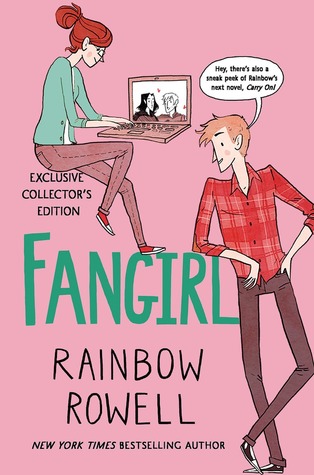 Hey, there's also a
sneak peek of Rainbow's
next novel, Carry On!
EXCLUSIVE
COLLECTOR'S
EDITION
FANGIRL
RAINBOW
ROWELL
NEW YORK TIMES BESTSELLING AUTHOR